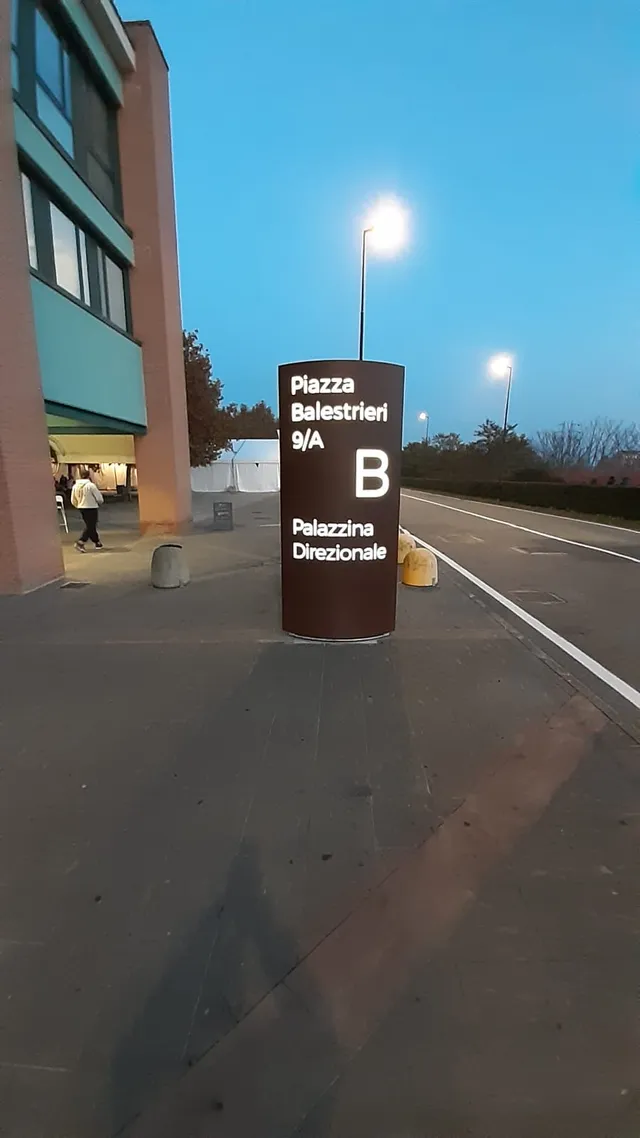 Piazza
Balestrieri
9/A
B
Palazzina
Direzionale